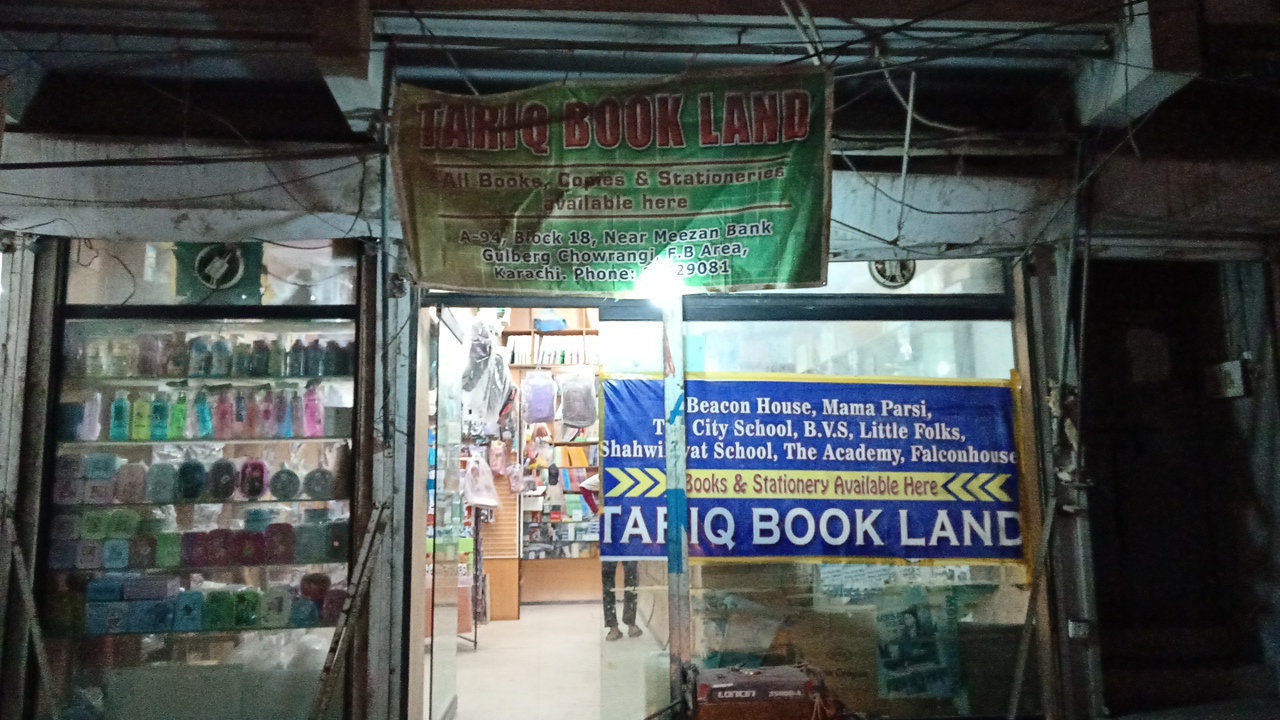 TARIQ BOOK LAND
All Books, Copies & Stationeries
available here
A-94, Block 18, Near Meezan Bank
Gulberg Chowrangi, F.B Area,
Karachi. Phone: 29081
Beacon House, Mama Parsi,
City School, B.V.S, Little Folks,
School, The Academy, Falconhouse
Books & Stationery Available Here
TARIQ BOOK LAND
LONCIN